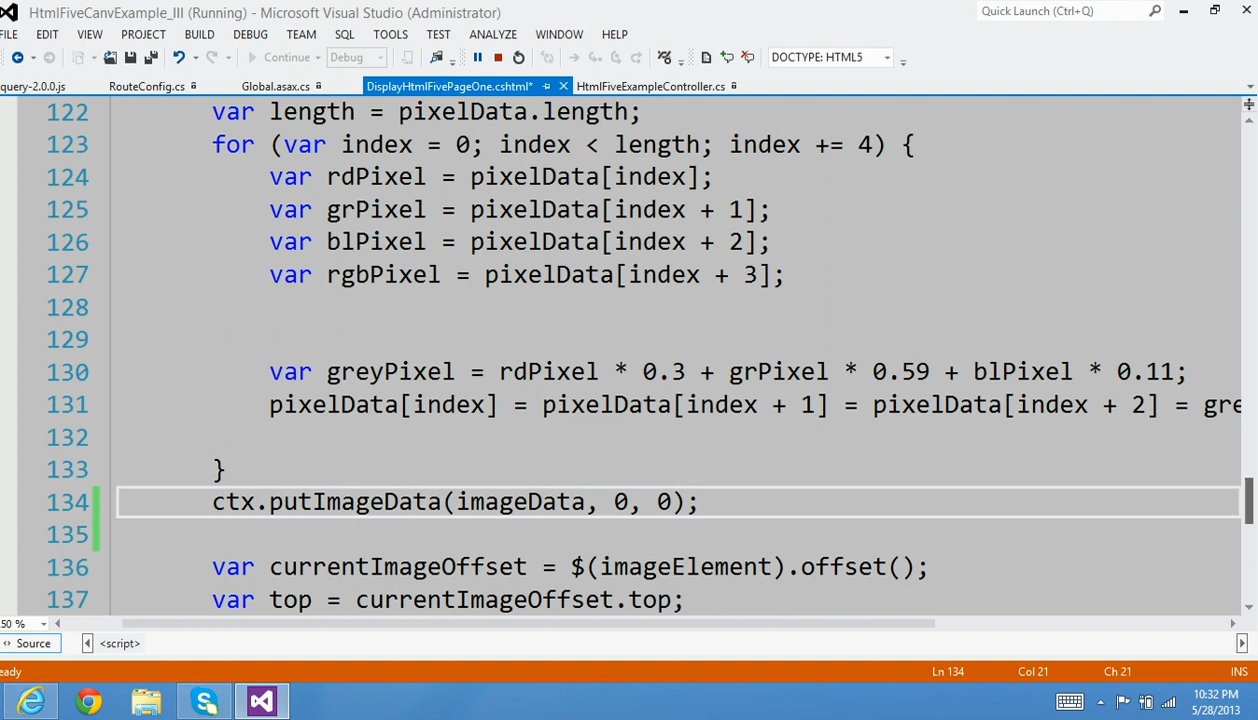 HtmlFiveCanvExample_III (Running) - Microsoft Visual Studio (Administrator)
Quick Launch (Ctrl+Q)
FILE EDIT VIEW PROJECT BUILD DEBUG TEAM SQL TOOLS TEST ANALYZE WINDOW HELP
Continue Debug DOCTYPE: HTML5
query-2.0.0.js RouteConfig.cs Global.asax.cs DisplayHtmlFivePageOne.cshtml* HtmlFiveExampleController.cs
122 var length = pixelData.length;
123 for (var index = 0; index < length; index += 4) {
124 var rdPixel = pixelData[index];
125 var grPixel = pixelData[index + 1];
126 var blPixel = pixelData[index + 2];
127 var rgbPixel = pixelData[index + 3];
128
129
130 var greyPixel = rdPixel * 0.3 + grPixel * 0.59 + blPixel * 0.11;
131 pixelData[index] = pixelData[index + 1] = pixelData[index + 2] = gre
132
133 }
134 ctx.putImageData(imageData, 0, 0);
135
136 var currentImageOffset = $(imageElement).offset();
137 var top = currentImageOffset.top;
50 %
Source <script>
eady Ln 134 Col 21 Ch 21 INS
10:32 PM
5/28/2013